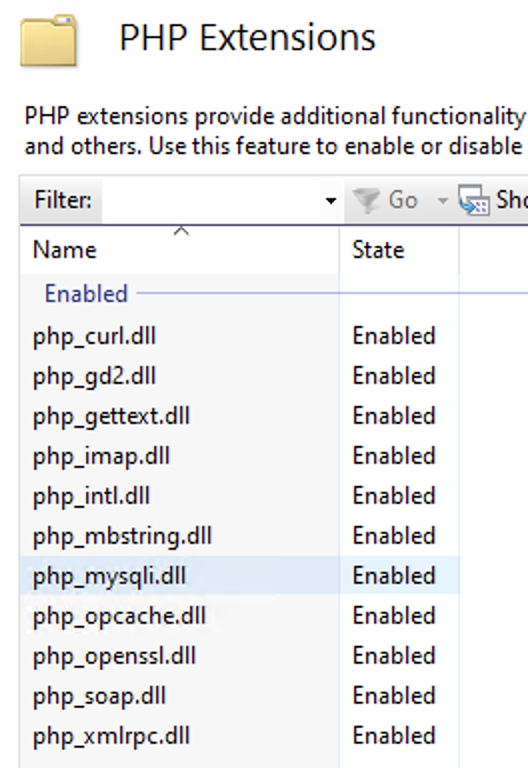 PHP Extensions
PHP extensions provide additional functionality
and others. Use this feature to enable or disable
Filter: Go Sho
Name State
Enabled
php_curl.dll Enabled
php_gd2.dll Enabled
php_gettext.dll Enabled
php_imap.dll Enabled
php_intl.dll Enabled
php_mbstring.dll Enabled
php_mysqli.dll Enabled
php_opcache.dll Enabled
php_openssl.dll Enabled
php_soap.dll Enabled
php_xmlrpc.dll Enabled